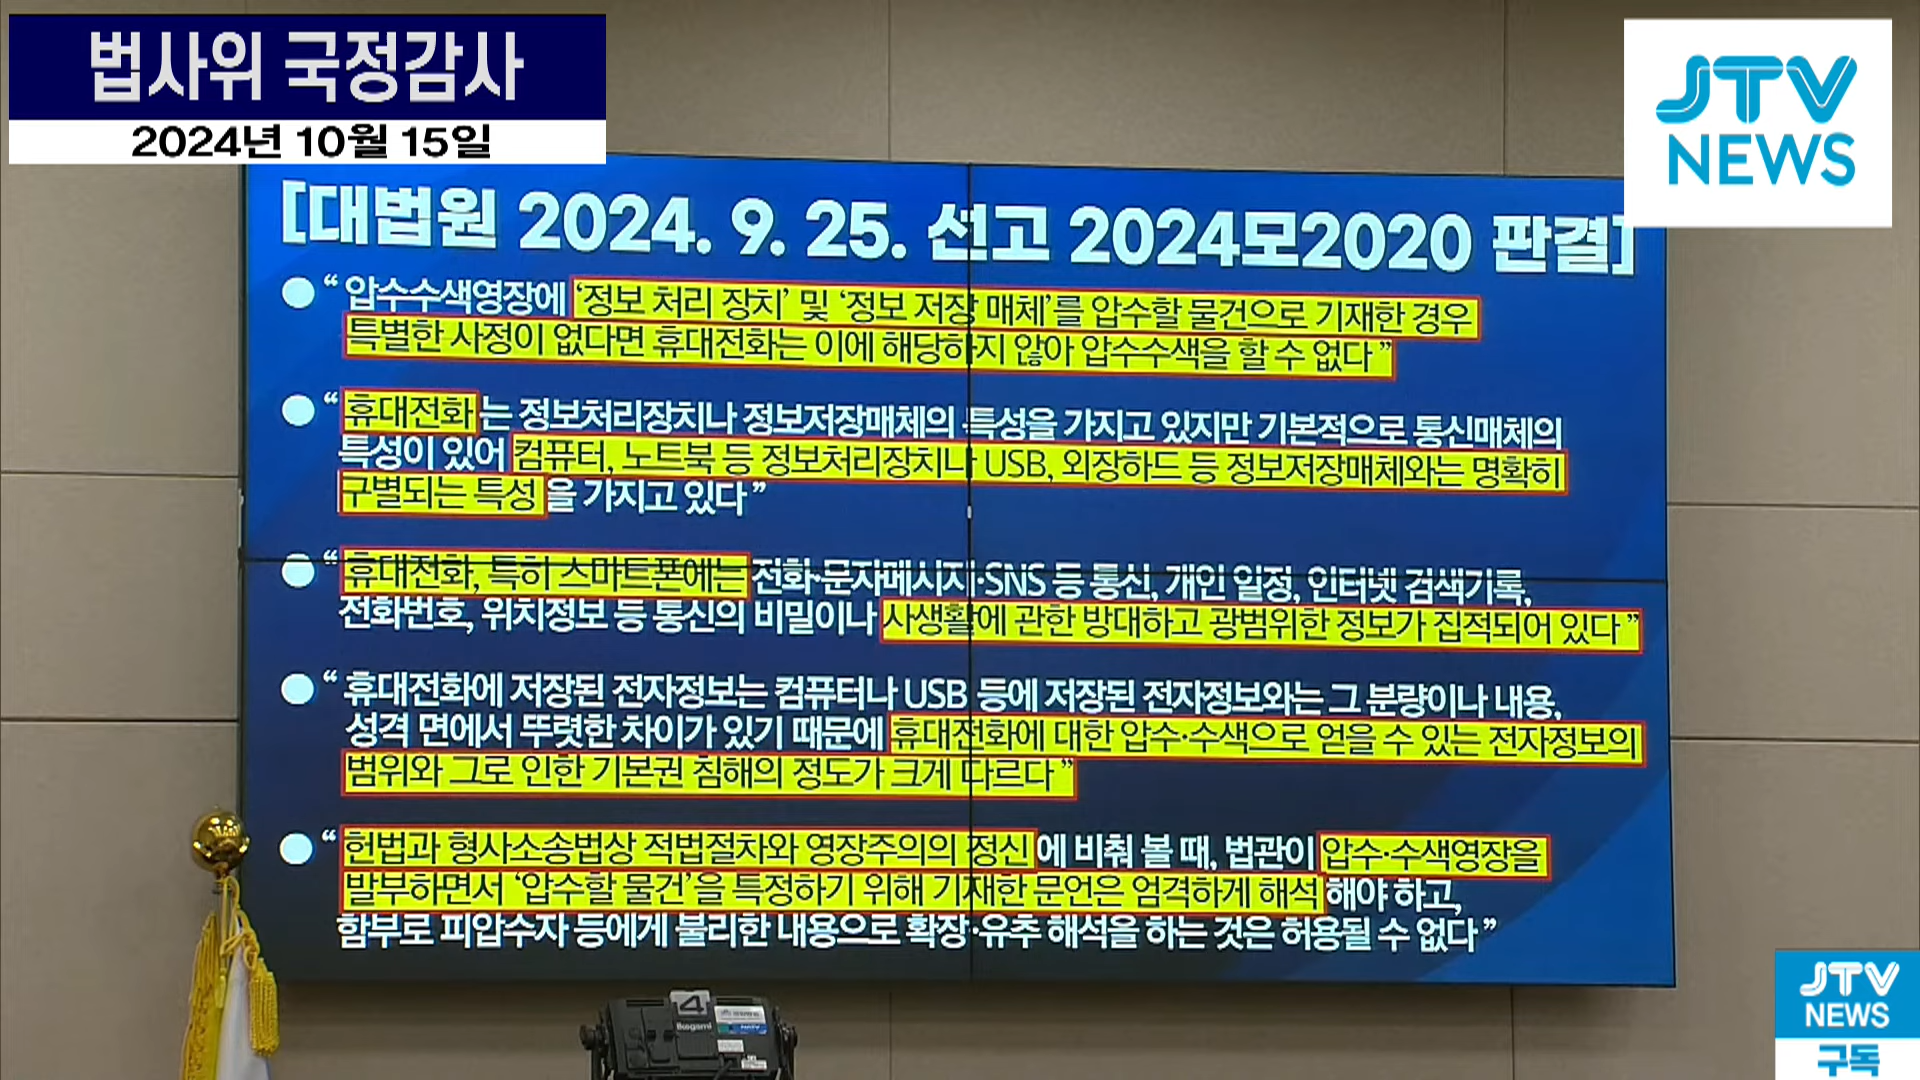 법사위 국정감사
2024년 10월 15일
JTV
NEWS
[대법원 2024. 9. 25. 선고 2024모2020 판결]
● “ 압수수색영장에 ‘정보 처리 장치’ 및 ‘정보 저장 매체’를 압수할 물건으로 기재한 경우
특별한 사정이 없다면 휴대전화는 이에 해당하지 않아 압수수색을 할 수 없다 ”
● “ 휴대전화는 정보처리장치나 정보저장매체의 특성을 가지고 있지만 기본적으로 통신매체의
특성이 있어 컴퓨터, 노트북 등 정보처리장치나 USB, 외장하드 등 정보저장매체와는 명확히
구별되는 특성을 가지고 있다 ”
● “ 휴대전화, 특히 스마트폰에는 전화·문자메시지·SNS 등 통신, 개인 일정, 인터넷 검색기록,
전화번호, 위치정보 등 통신의 비밀이나 사생활에 관한 방대하고 광범위한 정보가 집적되어 있다 ”
● “ 휴대전화에 저장된 전자정보는 컴퓨터나 USB 등에 저장된 전자정보와는 그 분량이나 내용,
성격 면에서 뚜렷한 차이가 있기 때문에 휴대전화에 대한 압수·수색으로 얻을 수 있는 전자정보의
범위와 그로 인한 기본권 침해의 정도가 크게 다르다 ”
● “ 헌법과 형사소송법상 적법절차와 영장주의의 정신에 비춰 볼 때, 법관이 압수·수색영장을
발부하면서 ‘압수할 물건’을 특정하기 위해 기재한 문언은 엄격하게 해석해야 하고,
함부로 피압수자 등에게 불리한 내용으로 확장·유추 해석을 하는 것은 허용될 수 없다 ”
4
Ikegami
JTV
NEWS
구독